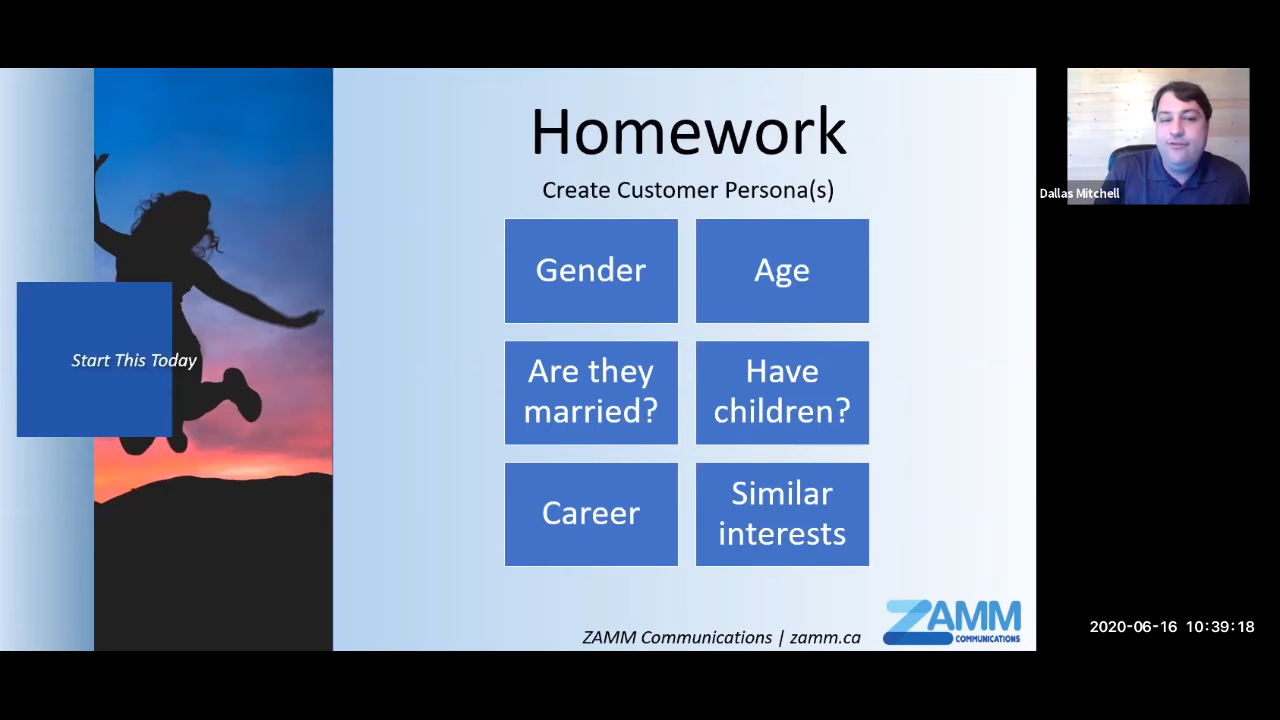 Homework
Create Customer Persona(s)
Gender
Age
Are they
married?
Have
children?
Career
Similar
interests
Start This Today
ZAMM Communications | zamm.ca
ZAMM
COMMUNICATIONS
Dallas Mitchell
2020-06-16 10:39:18